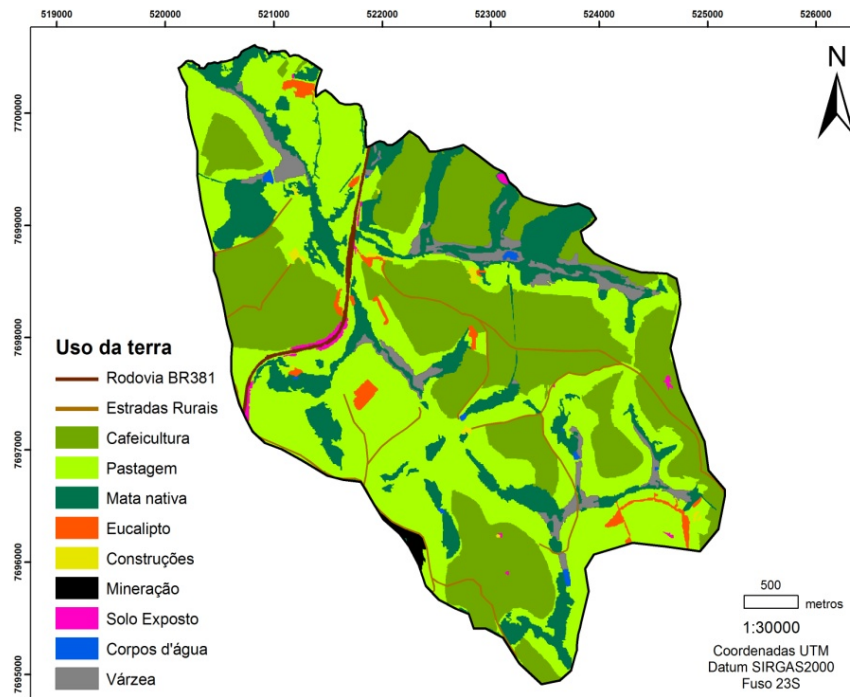 519000 520000 521000 522000 523000 524000 525000 526000
N
7700000
7699000
7698000
7697000
7696000
7695000
Uso da terra
Rodovia BR381
Estradas Rurais
Cafeicultura
Pastagem
Mata nativa
Eucalipto
Construções
Mineração
Solo Exposto
Corpos d'água
Várzea
500
metros
1:30000
Coordenadas UTM
Datum SIRGAS2000
Fuso 23S